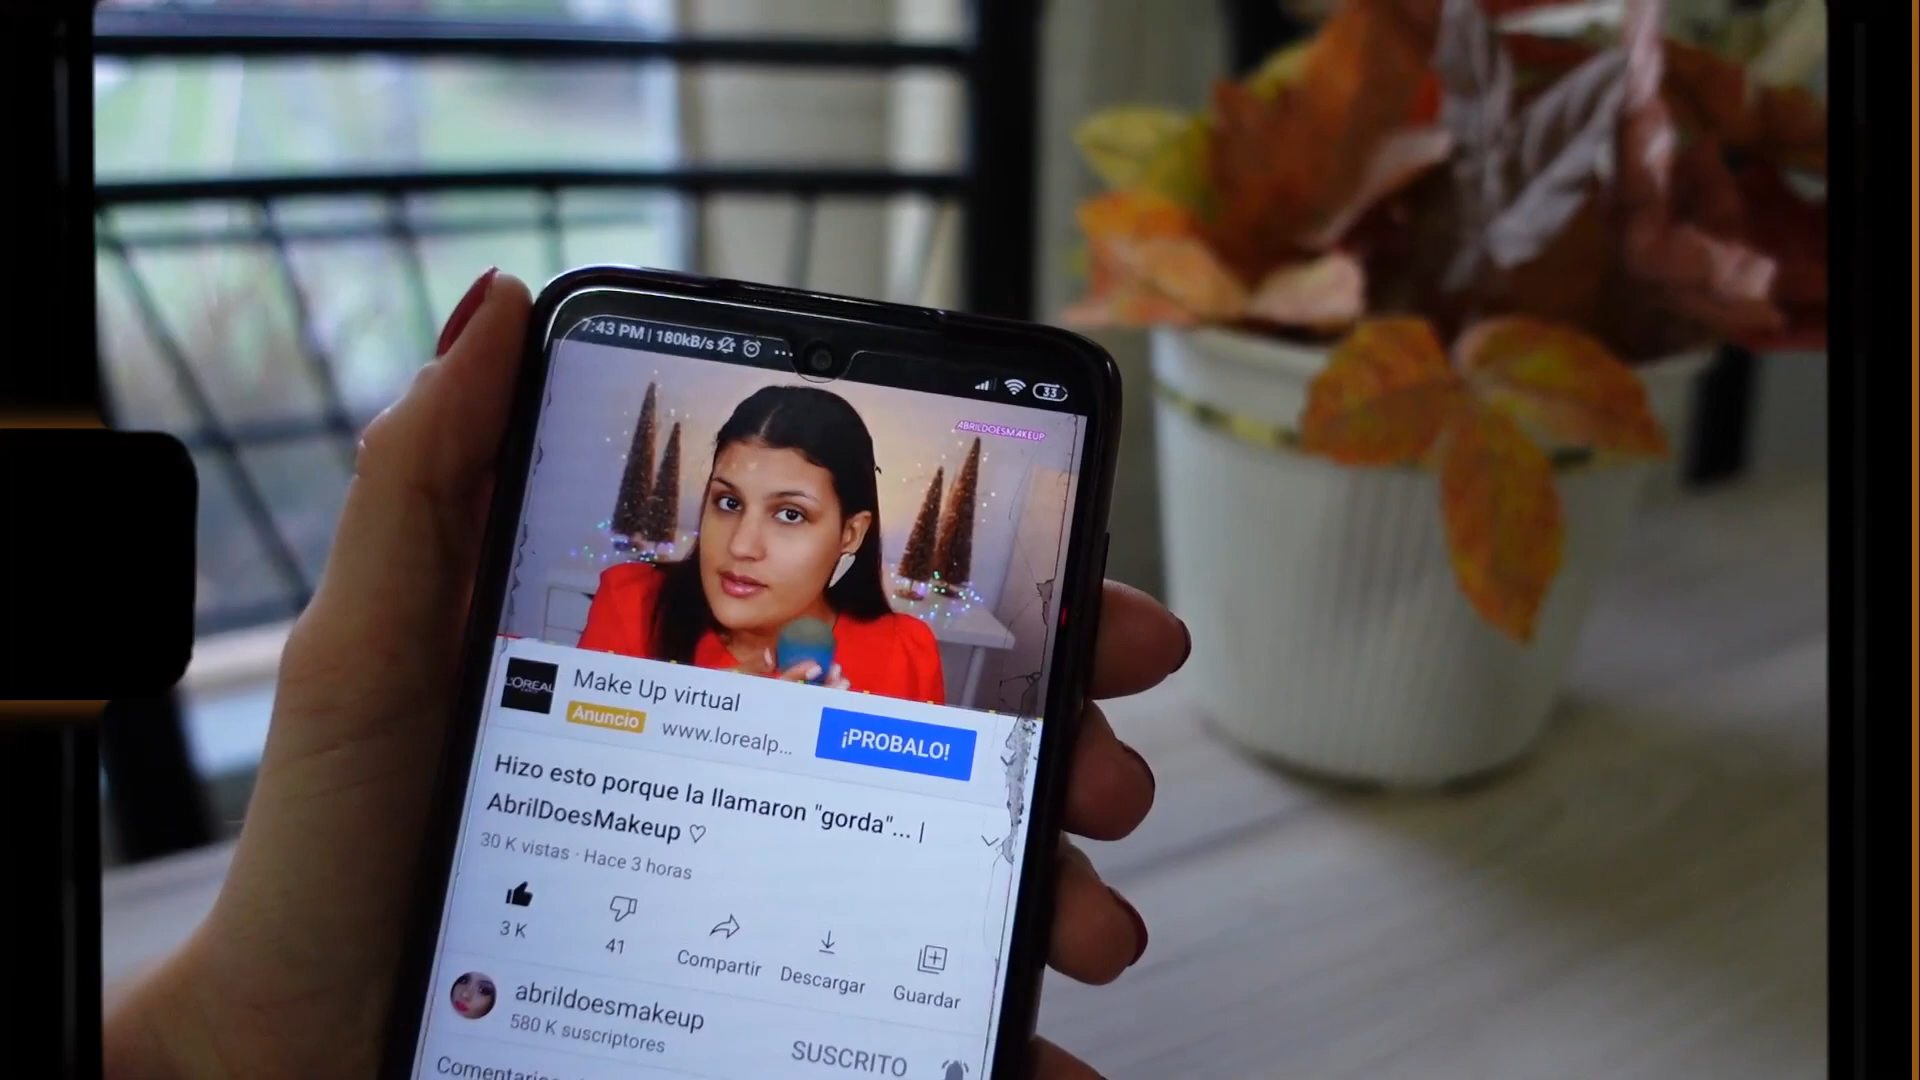 7:43 PM | 180kB/s
33
ABRILDOESMAKEUP
L'ORÉAL
Make Up virtual
Anuncio www.lorealp...
¡PROBALO!
Hizo esto porque la llamaron "gorda"... |
AbrilDoesMakeup ♡
30 K vistas · Hace 3 horas
3 K
41
Compartir
Descargar
Guardar
abrildoesmakeup
580 K suscriptores
SUSCRITO